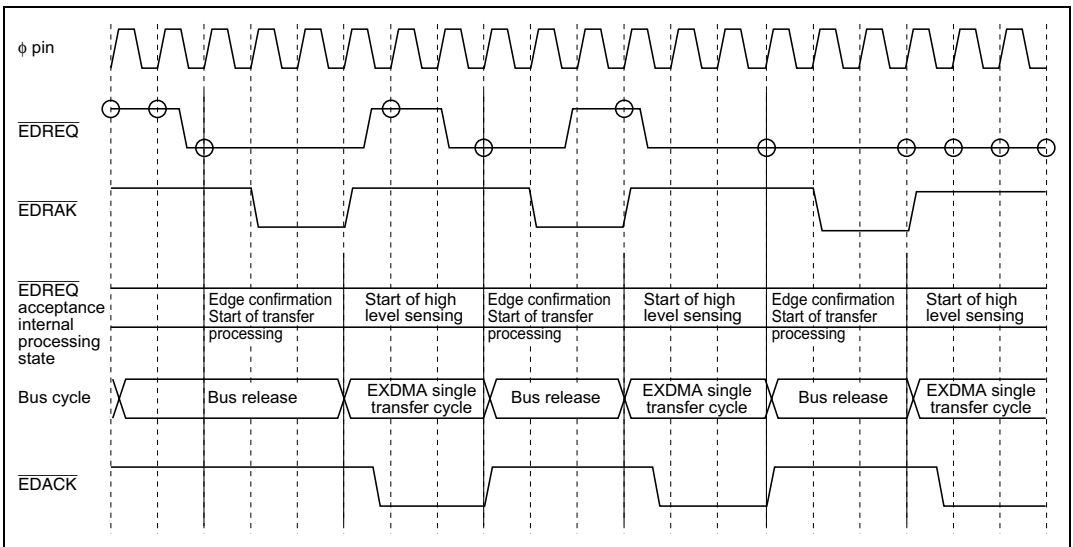 ϕ pin
EDREQ
EDRAK
EDREQ
acceptance
internal
processing
state
Edge confirmation
Start of transfer
processing
Start of high
level sensing
Edge confirmation
Start of transfer
processing
Start of high
level sensing
Edge confirmation
Start of transfer
processing
Start of high
level sensing
Bus cycle
Bus release
EXDMA single
transfer cycle
Bus release
EXDMA single
transfer cycle
Bus release
EXDMA single
transfer cycle
EDACK